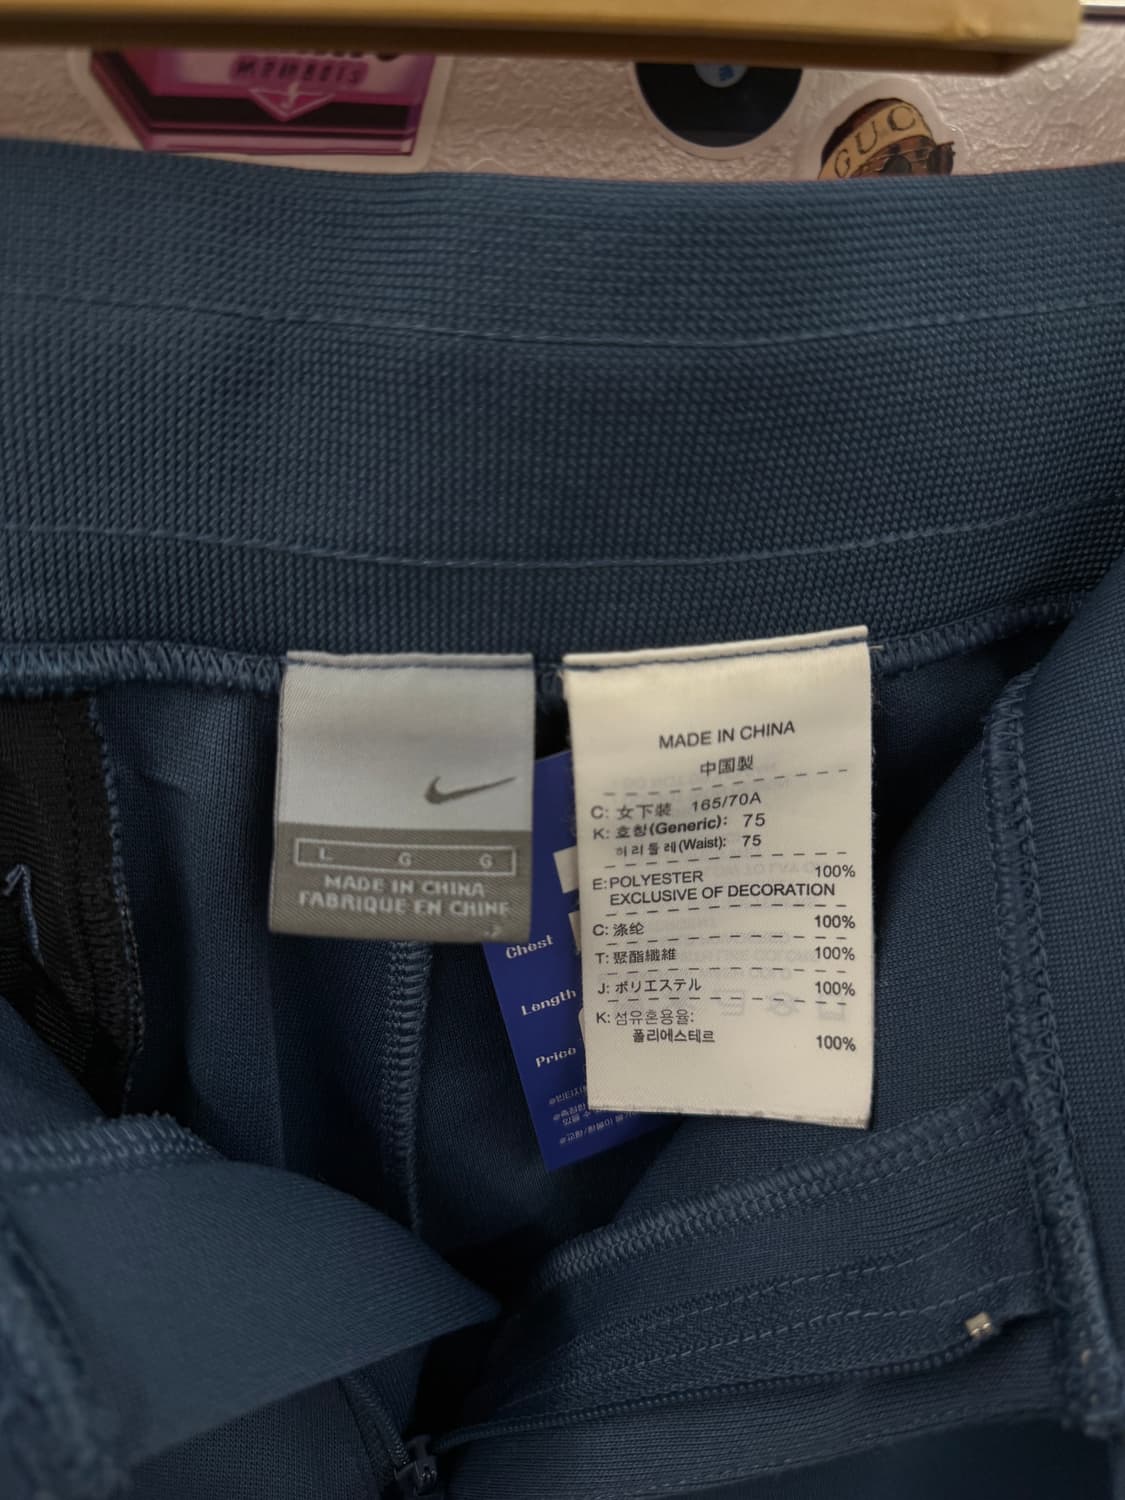 MEMBERS
GUCC
L G G
MADE IN CHINA
FABRIQUE EN CHINE
MADE IN CHINA
中国製
C: 女下装 165/70A
K: 호칭(Generic): 75
허리둘레(Waist): 75
E: POLYESTER 100%
EXCLUSIVE OF DECORATION
C: 涤纶 100%
T: 聚酯纖維 100%
J: ポリエステル 100%
K: 섬유혼용율:
폴리에스테르 100%
Chest
Length
Price